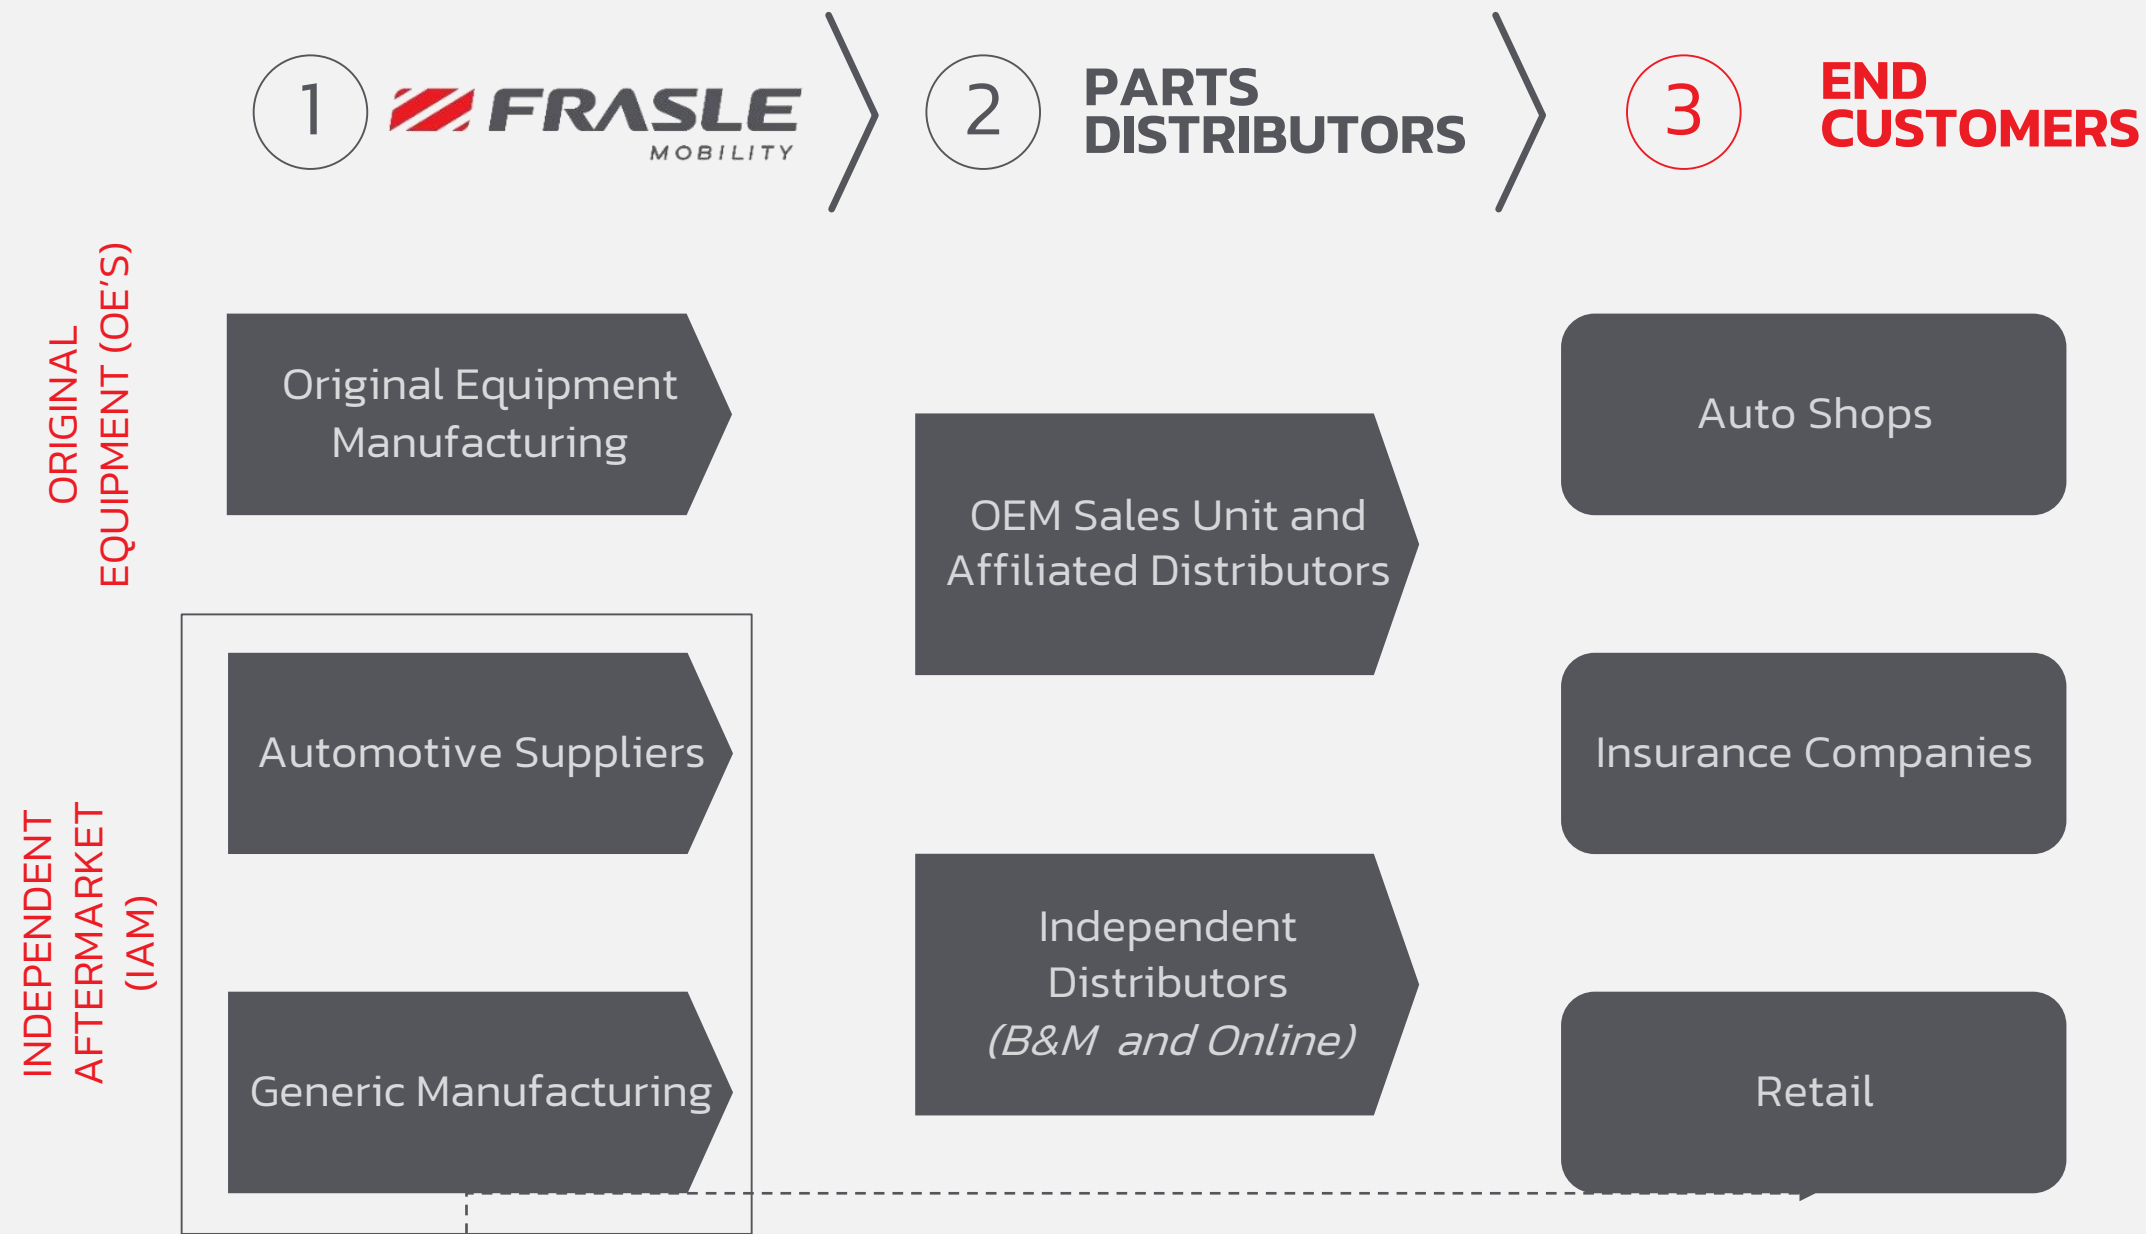 1
FRASLE
MOBILITY
2
PARTS
DISTRIBUTORS
3
END
CUSTOMERS
ORIGINAL
EQUIPMENT (OE'S)
Original Equipment
Manufacturing
OEM Sales Unit and
Affiliated Distributors
Auto Shops
INDEPENDENT
AFTERMARKET
(IAM)
Automotive Suppliers
Insurance Companies
Generic Manufacturing
Independent
Distributors
(B&M and Online)
Retail